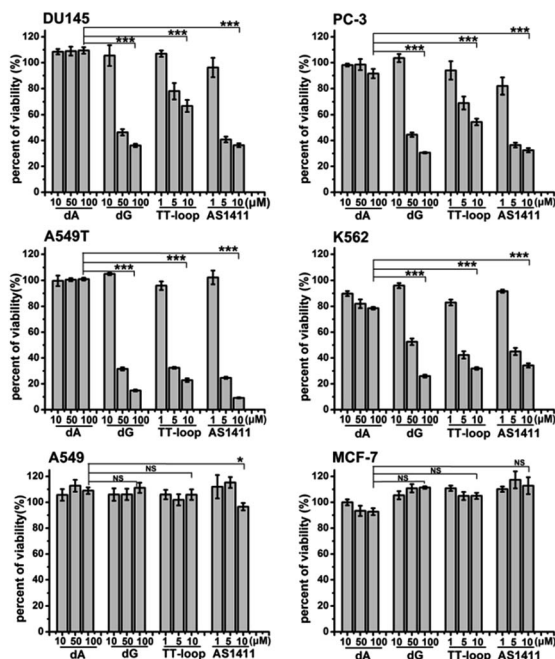 DU145
percent of viability (%)
120
100
80
60
40
20
0
***
***
***
10 50 100 10 50 100 1 5 10 (μM)
1 5 10
dA dG TT-loop AS1411
PC-3
percent of viability (%)
120
100
80
60
40
20
0
***
***
***
10 50 100 10 50 100 1 5 10 1 5 10 (μM)
dA dG TT-loop AS1411
A549T
percent of viability(%)
120
100
80
60
40
20
0
***
***
***
10 50 100 10 50 100 1 5 10 1 5 10 (μM)
dA dG TT-loop AS1411
K562
percent of viability(%)
120
100
80
60
40
20
0
***
***
***
10 50 100 10 50 100 1 5 10 1 5 10 (μM)
dA dG TT-loop AS1411
A549
percent of viability(%)
120
100
80
60
40
20
0
NS
NS
*
10 50 100 10 50 100 1 5 10 1 5 10 (μM)
dA dG TT-loop AS1411
MCF-7
percent of viability(%)
120
100
80
60
40
20
0
NS
NS
NS
10 50 100 10 50 100 1 5 10 1 5 10 (μM)
dA dG TT-loop AS1411